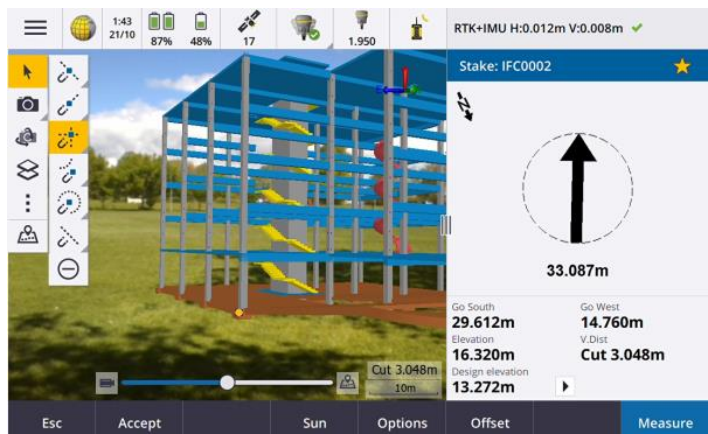 1:43
21/10
87%
48%
17
1.950
RTK+IMU H:0.012m V:0.008m
Stake: IFC0002
33.087m
Go South
29.612m
Go West
14.760m
Elevation
16.320m
V.Dist
Cut 3.048m
Design elevation
13.272m
Cut 3.048m
10m
Esc
Accept
Sun
Options
Offset
Measure